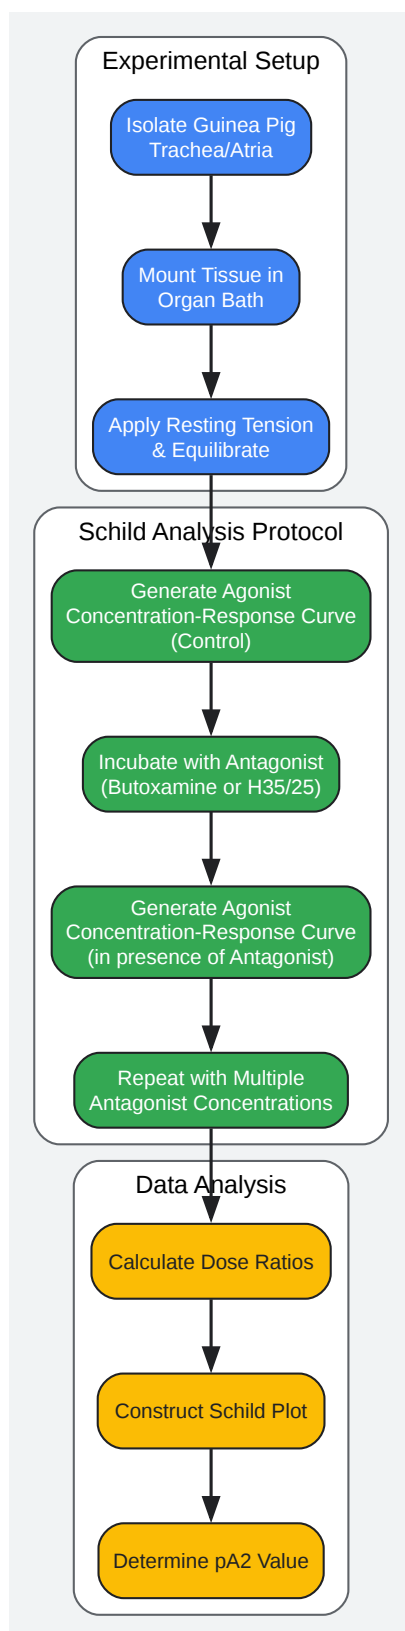 Experimental Setup
Isolate Guinea Pig
Trachea/Atria
Mount Tissue in
Organ Bath
Apply Resting Tension
& Equilibrate
Schild Analysis Protocol
Generate Agonist
Concentration-Response Curve
(Control)
Incubate with Antagonist
(Butoxamine or H35/25)
Generate Agonist
Concentration-Response Curve
(in presence of Antagonist)
Repeat with Multiple
Antagonist Concentrations
Data Analysis
Calculate Dose Ratios
Construct Schild Plot
Determine pA2 Value